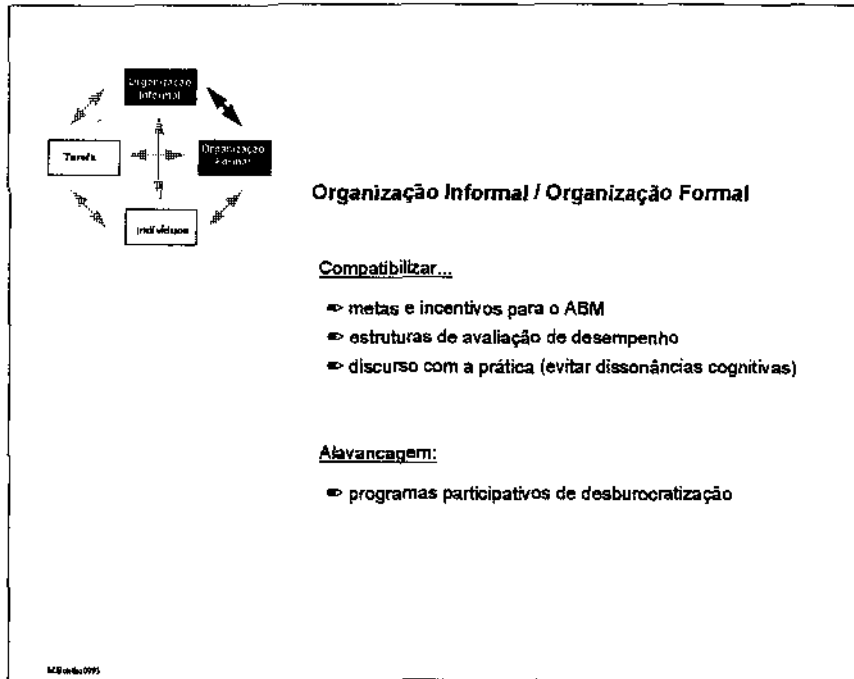 Organização
Informal
Tarefa
Organização
Formal
Indivíduos
Organização Informal / Organização Formal
Compatibilizar...
metas e incentivos para o ABM
estruturas de avaliação de desempenho
discurso com a prática (evitar dissonâncias cognitivas)
Alavancagem:
programas participativos de desburocratização